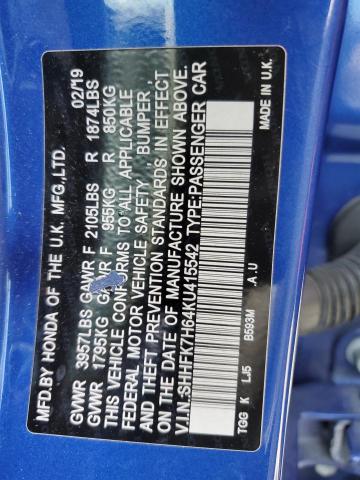 MFD.BY HONDA OF THE U.K. MFG.,LTD. 02/19
GVWR 3957LBS GAWR F 2105LBS R 1874LBS
GVWR 1795KG GAWR F 955KG R 850KG
THIS VEHICLE CONFORMS TO ALL APPLICABLE
FEDERAL MOTOR VEHICLE SAFETY, BUMPER,
AND THEFT PREVENTION STANDARDS IN EFFECT
ON THE DATE OF MANUFACTURE SHOWN ABOVE.
V.I.N.:SHHFK7H64KU415542 TYPE:PASSENGER CAR
TGG K LJ5 B593M A.U MADE IN U.K.